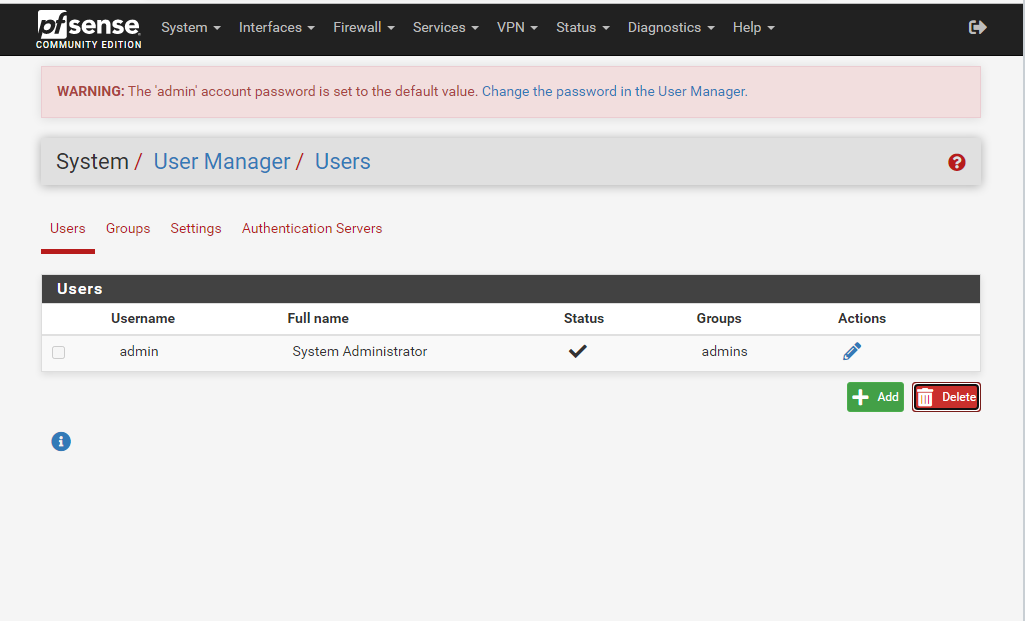 pfsense
COMMUNITY EDITION
System Interfaces Firewall Services VPN Status Diagnostics Help
WARNING: The 'admin' account password is set to the default value. Change the password in the User Manager.
System / User Manager / Users
Users Groups Settings Authentication Servers
Users
Username Full name Status Groups Actions
admin System Administrator admins
Add Delete